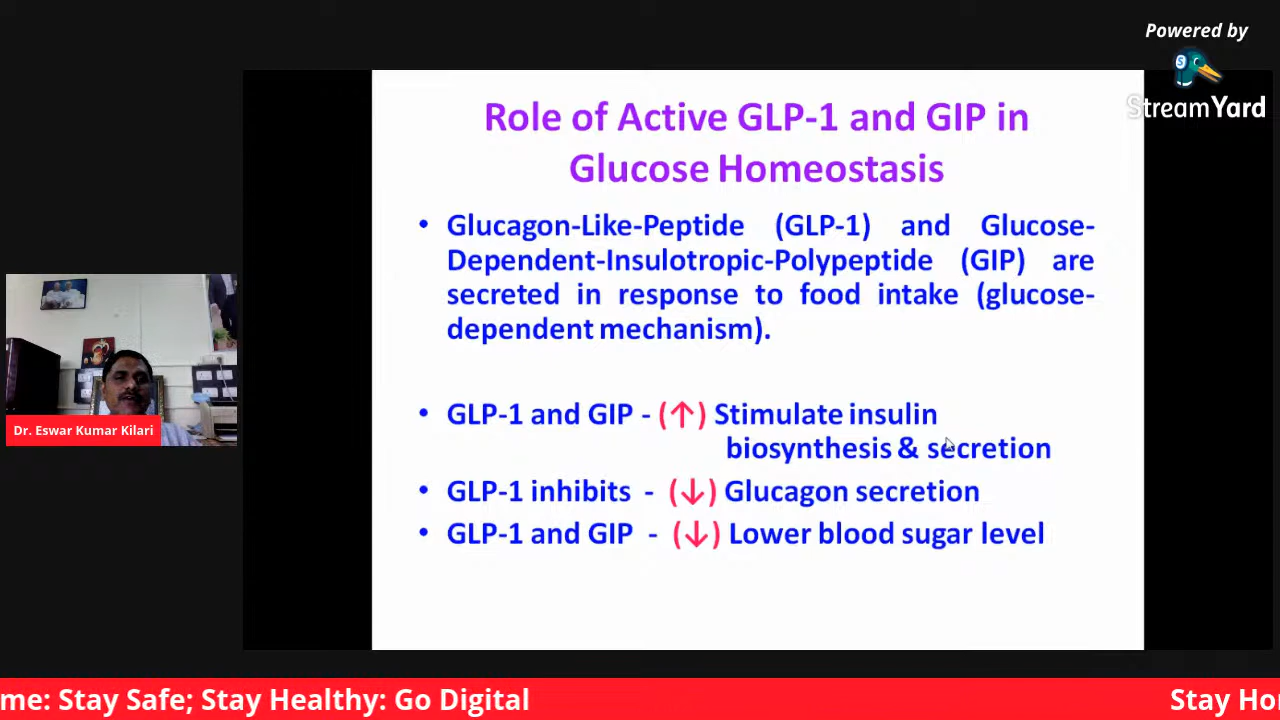 Powered by
StreamYard
Role of Active GLP-1 and GIP in
Glucose Homeostasis
• Glucagon-Like-Peptide (GLP-1) and Glucose-
Dependent-Insulotropic-Polypeptide (GIP) are
secreted in response to food intake (glucose-
dependent mechanism).
• GLP-1 and GIP - (↑) Stimulate insulin
biosynthesis & secretion
• GLP-1 inhibits - (↓) Glucagon secretion
• GLP-1 and GIP - (↓) Lower blood sugar level
Dr. Eswar Kumar Kilari
me: Stay Safe; Stay Healthy: Go Digital Stay Ho